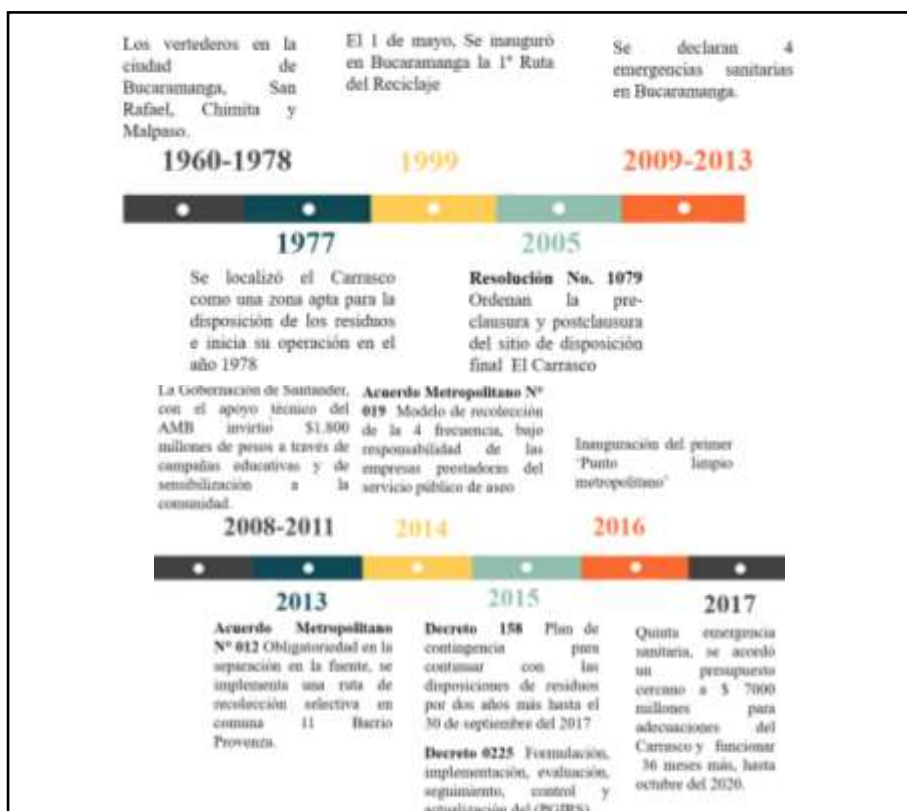 Los vertederos en la
ciudad de
Bucaramanga, San
Rafael, Chimita y
Malpaso.
El 1 de mayo, Se inauguró
en Bucaramanga la 1ª Ruta
del Reciclaje
Se declaran 4
emergencias sanitarias
en Bucaramanga.
1960-1978
1999
2009-2013
1977
2005
Se localizó el Carrasco
como una zona apta para la
disposición de los residuos
e inicia su operación en el
año 1978
Resolución No. 1079
Ordenan la pre-
clausura y postclausura
del sitio de disposición
final El Carrasco
La Gobernación de Santander,
con el apoyo técnico del
AMB invirtió $1.800
millones de pesos a través de
campañas educativas y de
sensibilización a la
comunidad.
Acuerdo Metropolitano N°
019 Modelo de recolección
de la 4 frecuencia, bajo
responsabilidad de las
empresas prestadoras del
servicio público de aseo
Inauguración del primer
"Punto limpio
metropolitano"
2008-2011
2014
2016
2013
2015
2017
Acuerdo Metropolitano
N° 012 Obligatoriedad en la
separación en la fuente, se
implementa una ruta de
recolección selectiva en
comuna 11 Barrio
Provenza.
Decreto 158 Plan de
contingencia para
continuar con las
disposiciones de residuos
por dos años más hasta el
30 de septiembre del 2017
Decreto 0225 Formulación,
implementación, evaluación,
seguimiento, control y
actualización del (PGIRS)
Quinta emergencia
sanitaria, se acordó
un presupuesto
cercano a $ 7000
millones para
adecuaciones del
Carrasco y funcionar
36 meses más, hasta
octubre del 2020.